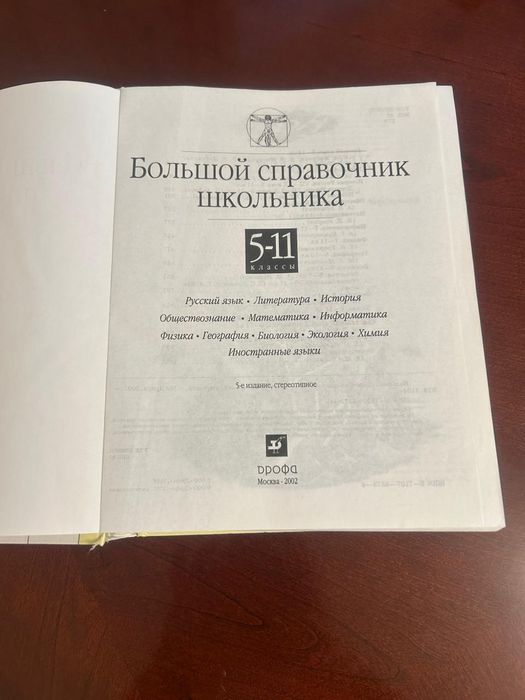 Большой справочник
школьника
5-11
классы
Русский язык • Литература • История
Обществознание • Математика • Информатика
Физика • География • Биология • Экология • Химия
Иностранные языки
5-е издание, стереотипное
Дрофа
Москва • 2002